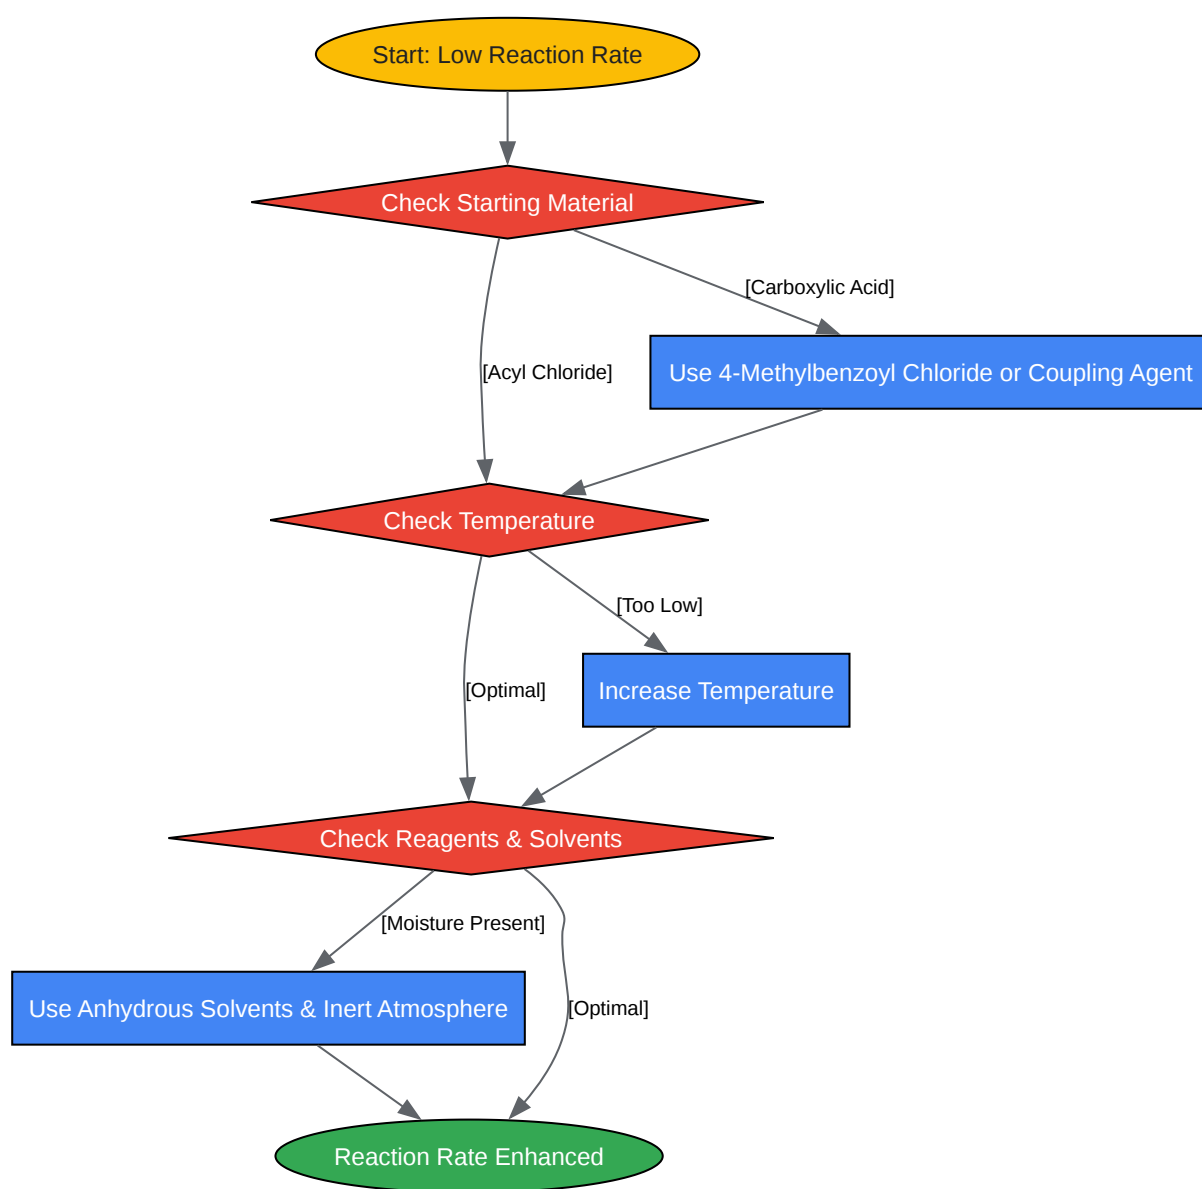 Start: Low Reaction Rate
Check Starting Material
[Carboxylic Acid]
[Acyl Chloride]
Use 4-Methylbenzoyl Chloride or Coupling Agent
Check Temperature
[Too Low]
[Optimal]
Increase Temperature
Check Reagents & Solvents
[Moisture Present]
Use Anhydrous Solvents & Inert Atmosphere
[Optimal]
Reaction Rate Enhanced